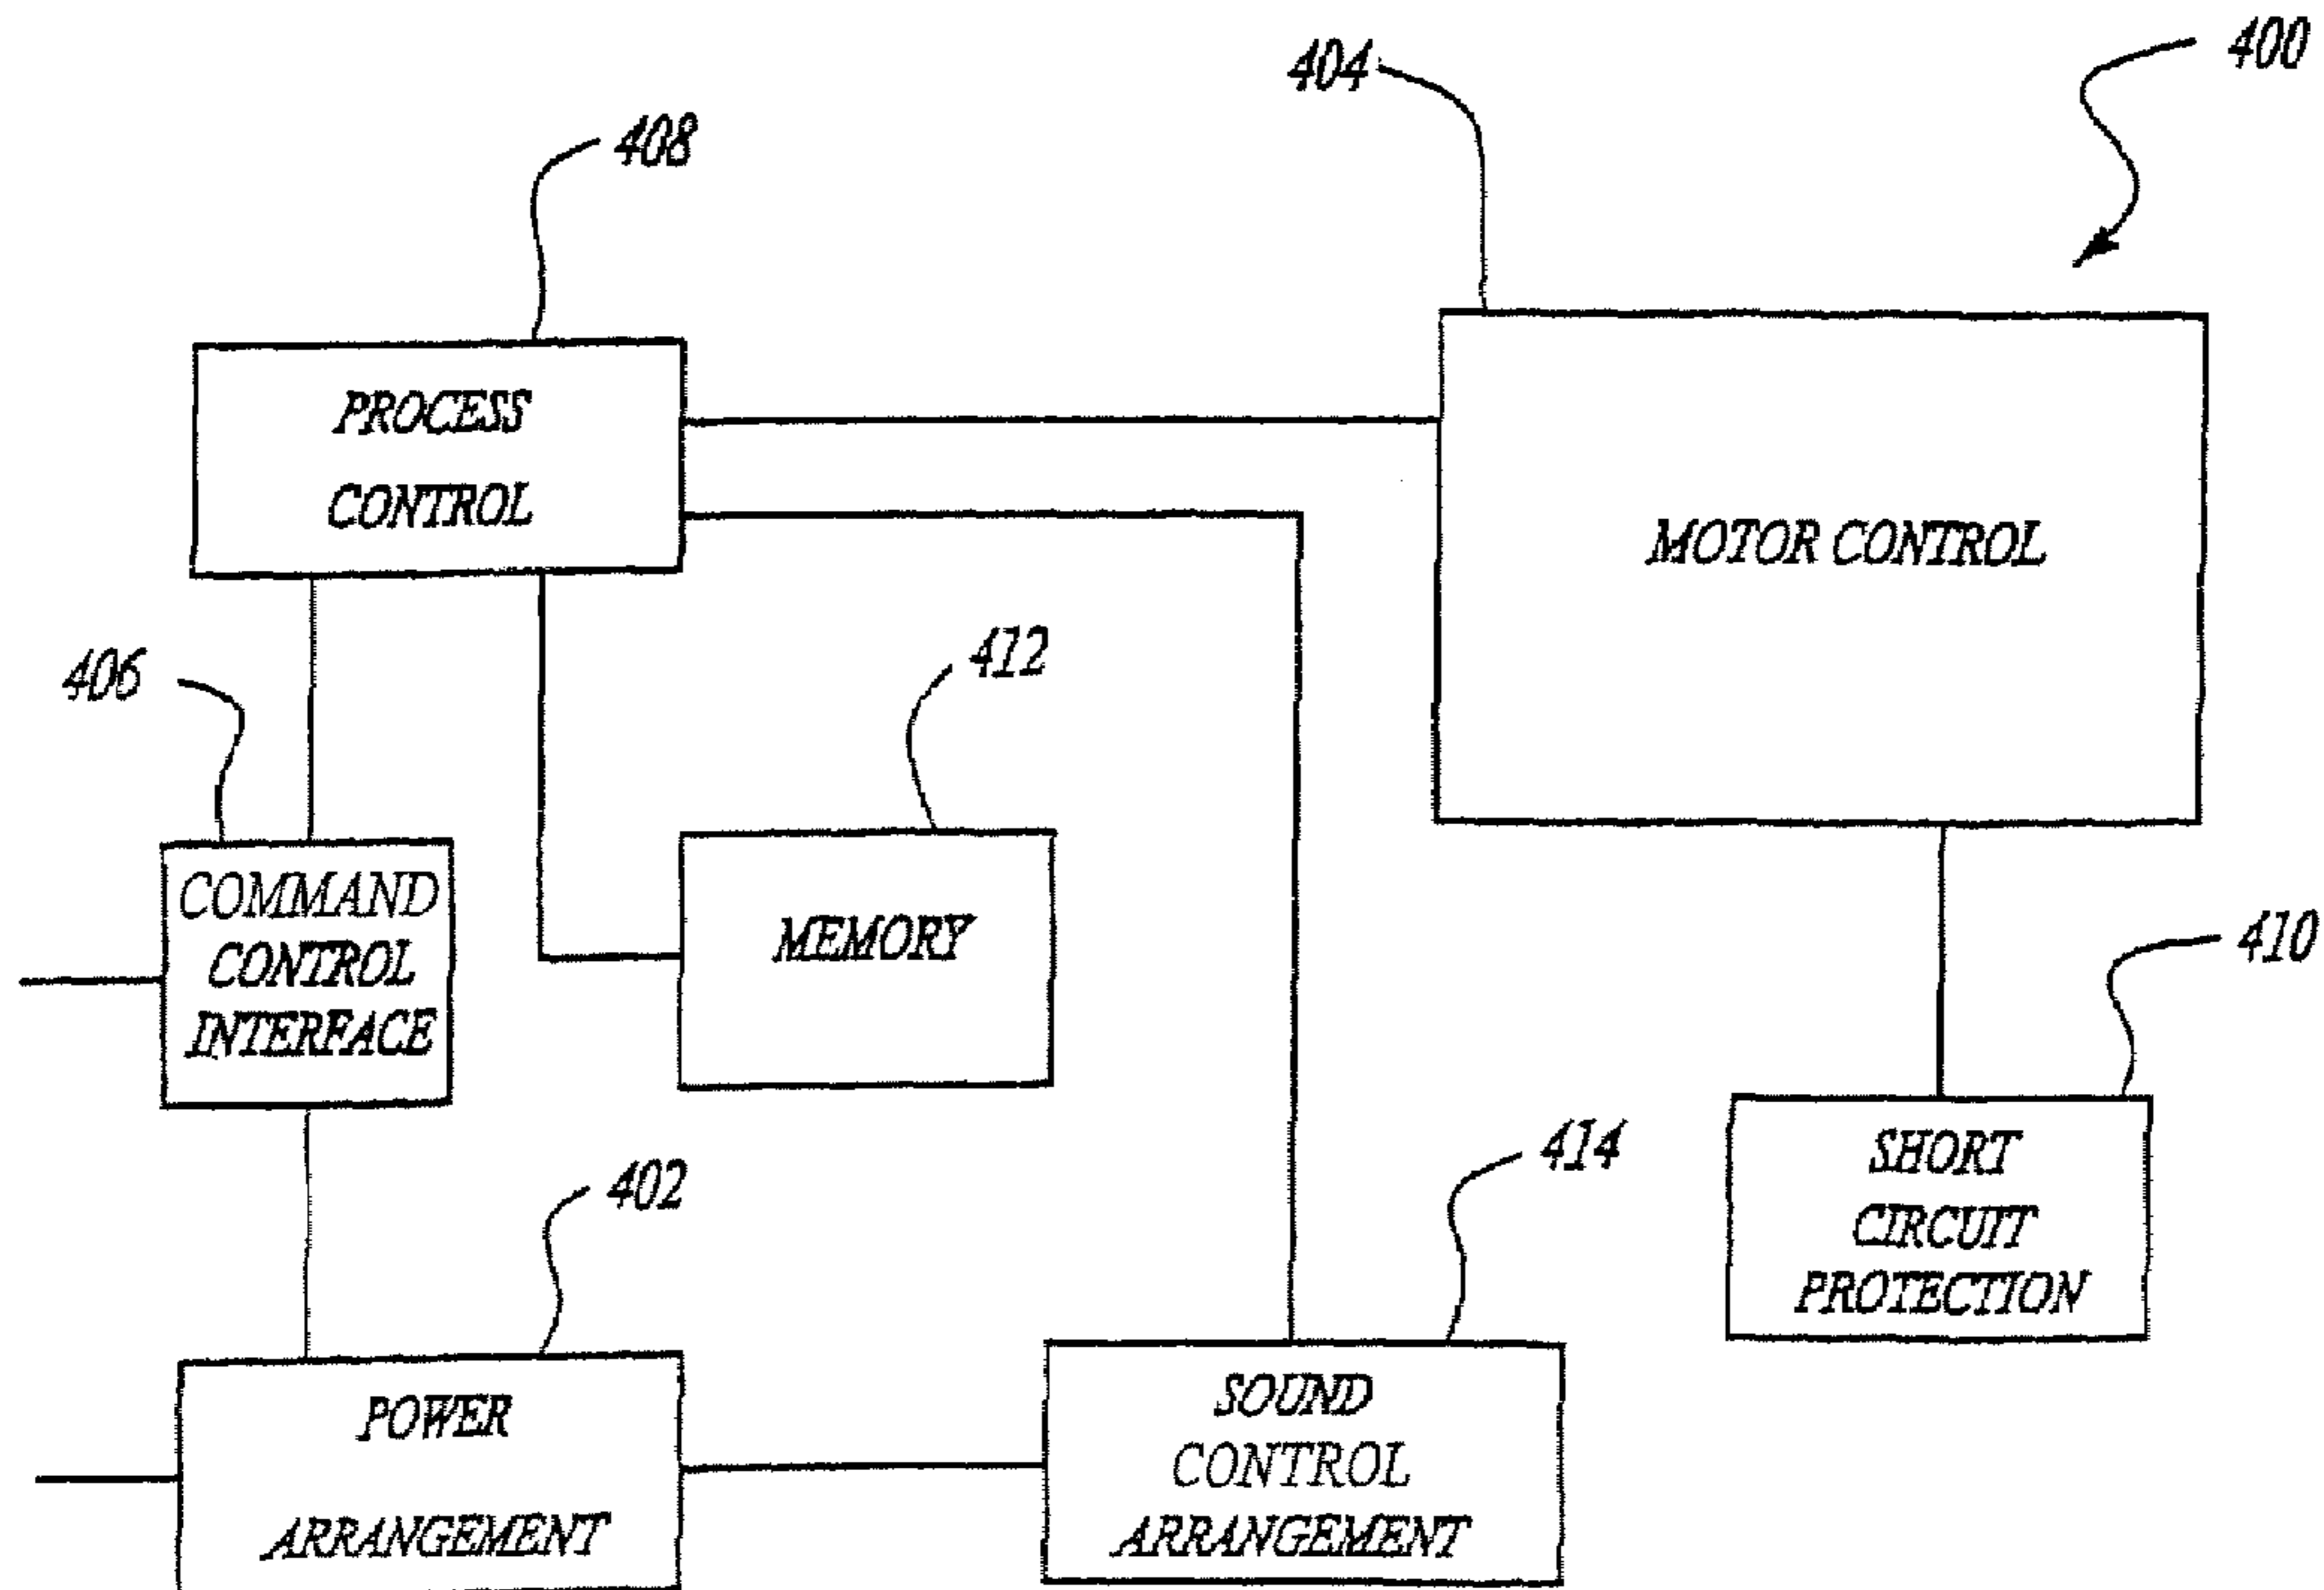 400
404
408
PROCESS
CONTROL
MOTOR CONTROL
406
412
COMMAND
CONTROL
INTERFACE
MEMORY
410
SHORT
CIRCUIT
PROTECTION
414
402
POWER
ARRANGEMENT
SOUND
CONTROL
ARRANGEMENT